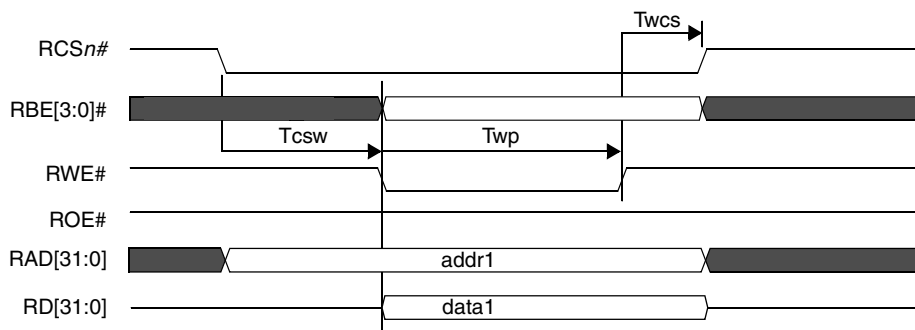 Twcs
RCSn#
RBE[3:0]#
Tcsw
Twp
RWE#
ROE#
RAD[31:0]
addr1
RD[31:0]
data1